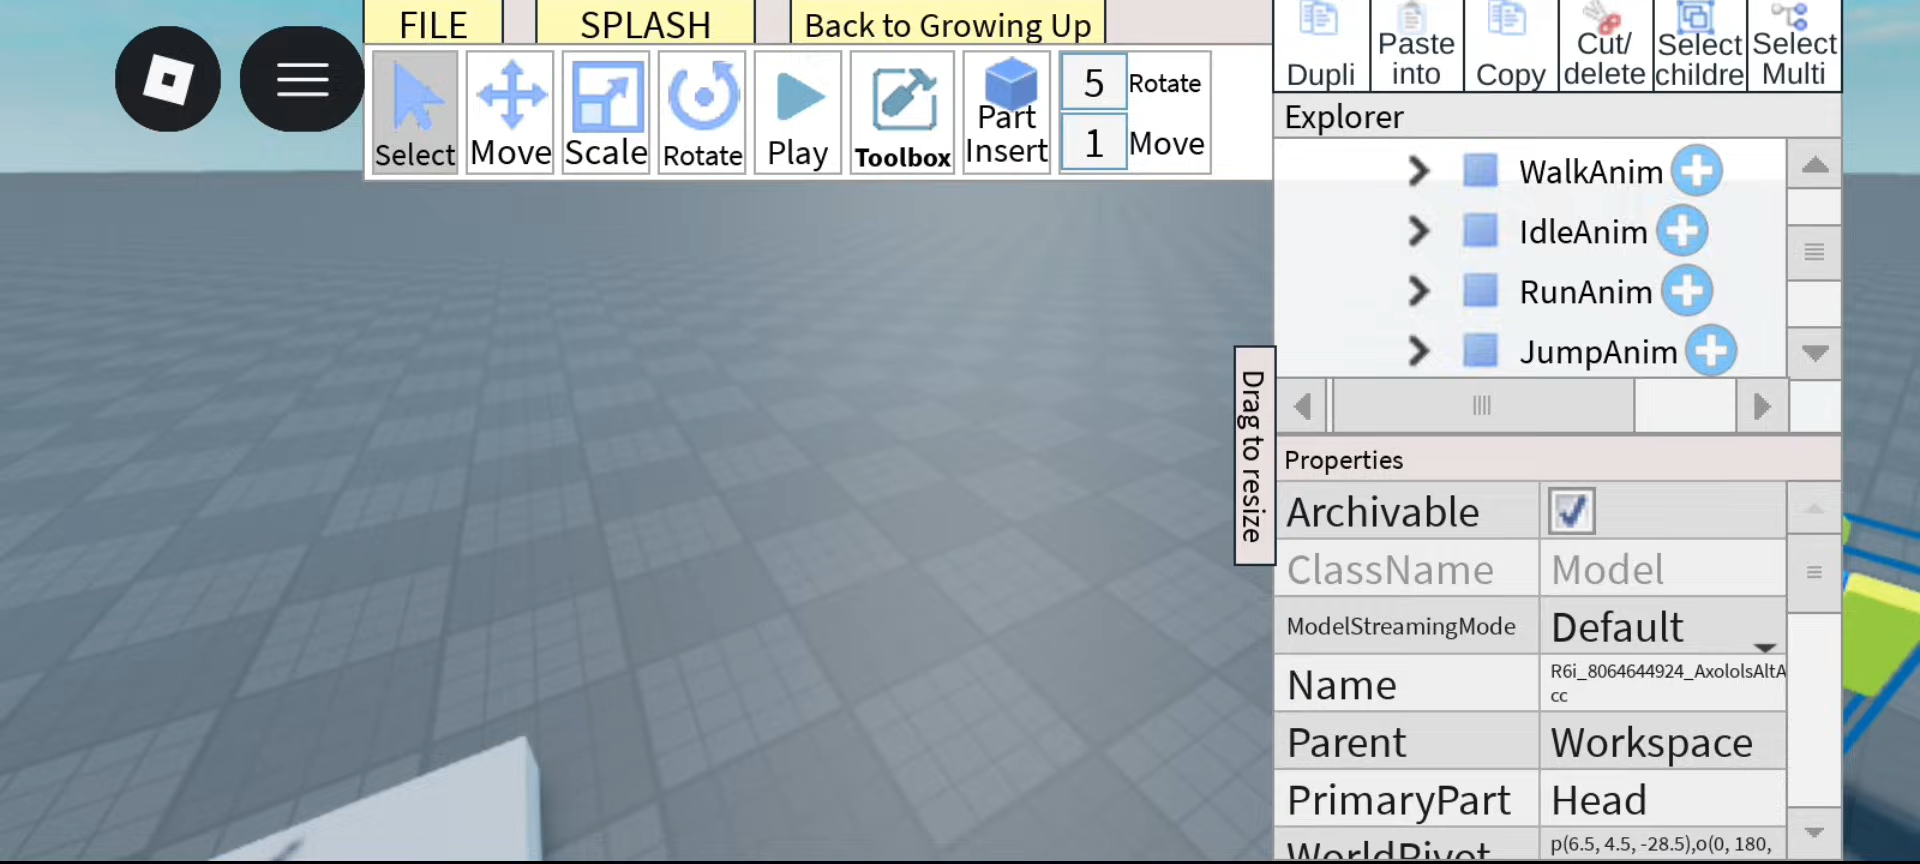 FILE
SPLASH
Back to Growing Up
Select
Move
Scale
Rotate
Play
Toolbox
Part
Insert
5 Rotate
1 Move
Dupli
Paste
into
Copy
Cut/
delete
Select
childre
Select
Multi
Explorer
WalkAnim
IdleAnim
RunAnim
JumpAnim
Drag to resize
Properties
Archivable
ClassName Model
ModelStreamingMode Default
Name R6i_8064644924_AxololsAltA
cc
Parent Workspace
PrimaryPart Head
WorldPivot p(6.5, 4.5, -28.5),o(0, 180,